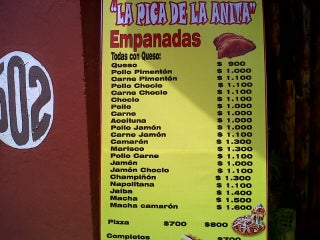 "LA PICA DE LA ANITA"
Empanadas
Todas con Queso:
Queso $ 900
Pollo Pimentón $ 1.000
Carne Pimentón $ 1.100
Pollo Choclo $ 1.100
Carne Choclo $ 1.100
Choclo $ 1.000
Pollo $ 1.000
Carne $ 1.000
Aceituna $ 1.000
Pollo Jamón $ 1.000
Carne Jamón $ 1.100
Camarón $ 1.300
Marisco $ 1.300
Pollo Carne $ 1.100
Jamón $ 1.000
Jamón Choclo $ 1.100
Champiñón $ 1.300
Napolitana $ 1.100
Jaiba $ 1.400
Macha $ 1.500
Macha camarón $ 1.600
Pizza $700 $800
Completos $700
502